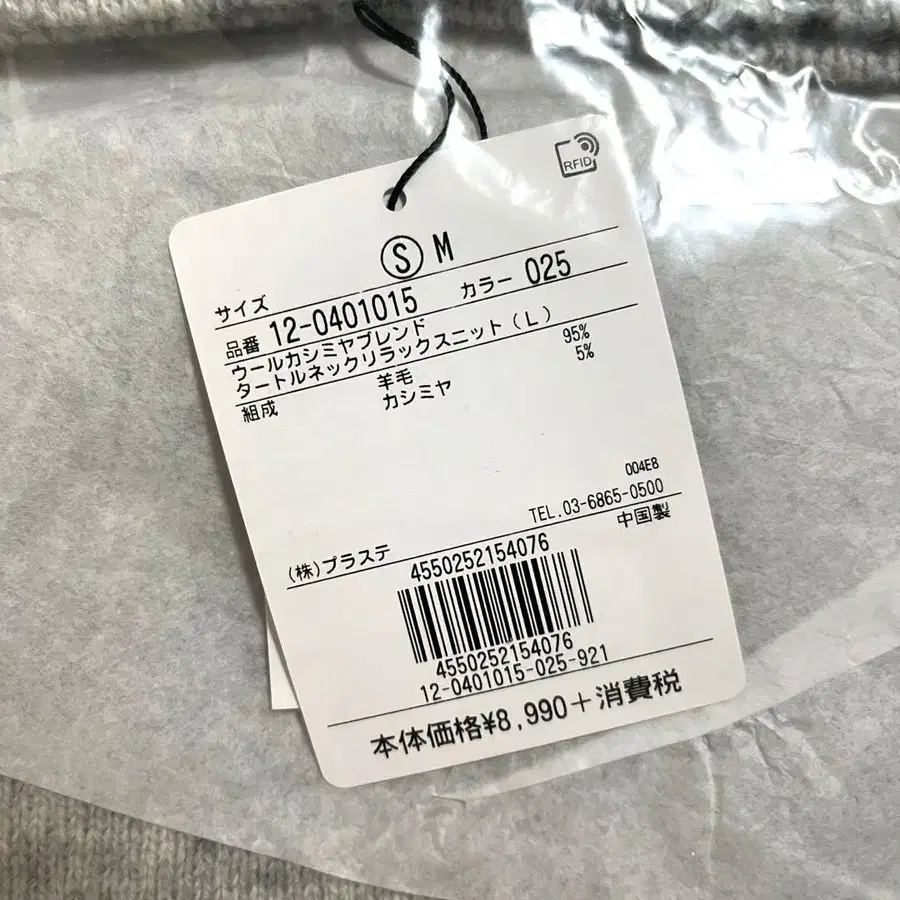 RFID
サイズ Ⓢ M
品番 12-0401015 カラー 025
ウールカシミヤブレンド
タートルネックリラックスニット(L)
組成 羊毛 95%
カシミヤ 5%
004E8
TEL.03-6865-0500
(株)プラステ 中国製
4550252154076
4550252154076
12-0401015-025-921
本体価格¥8,990+消費税